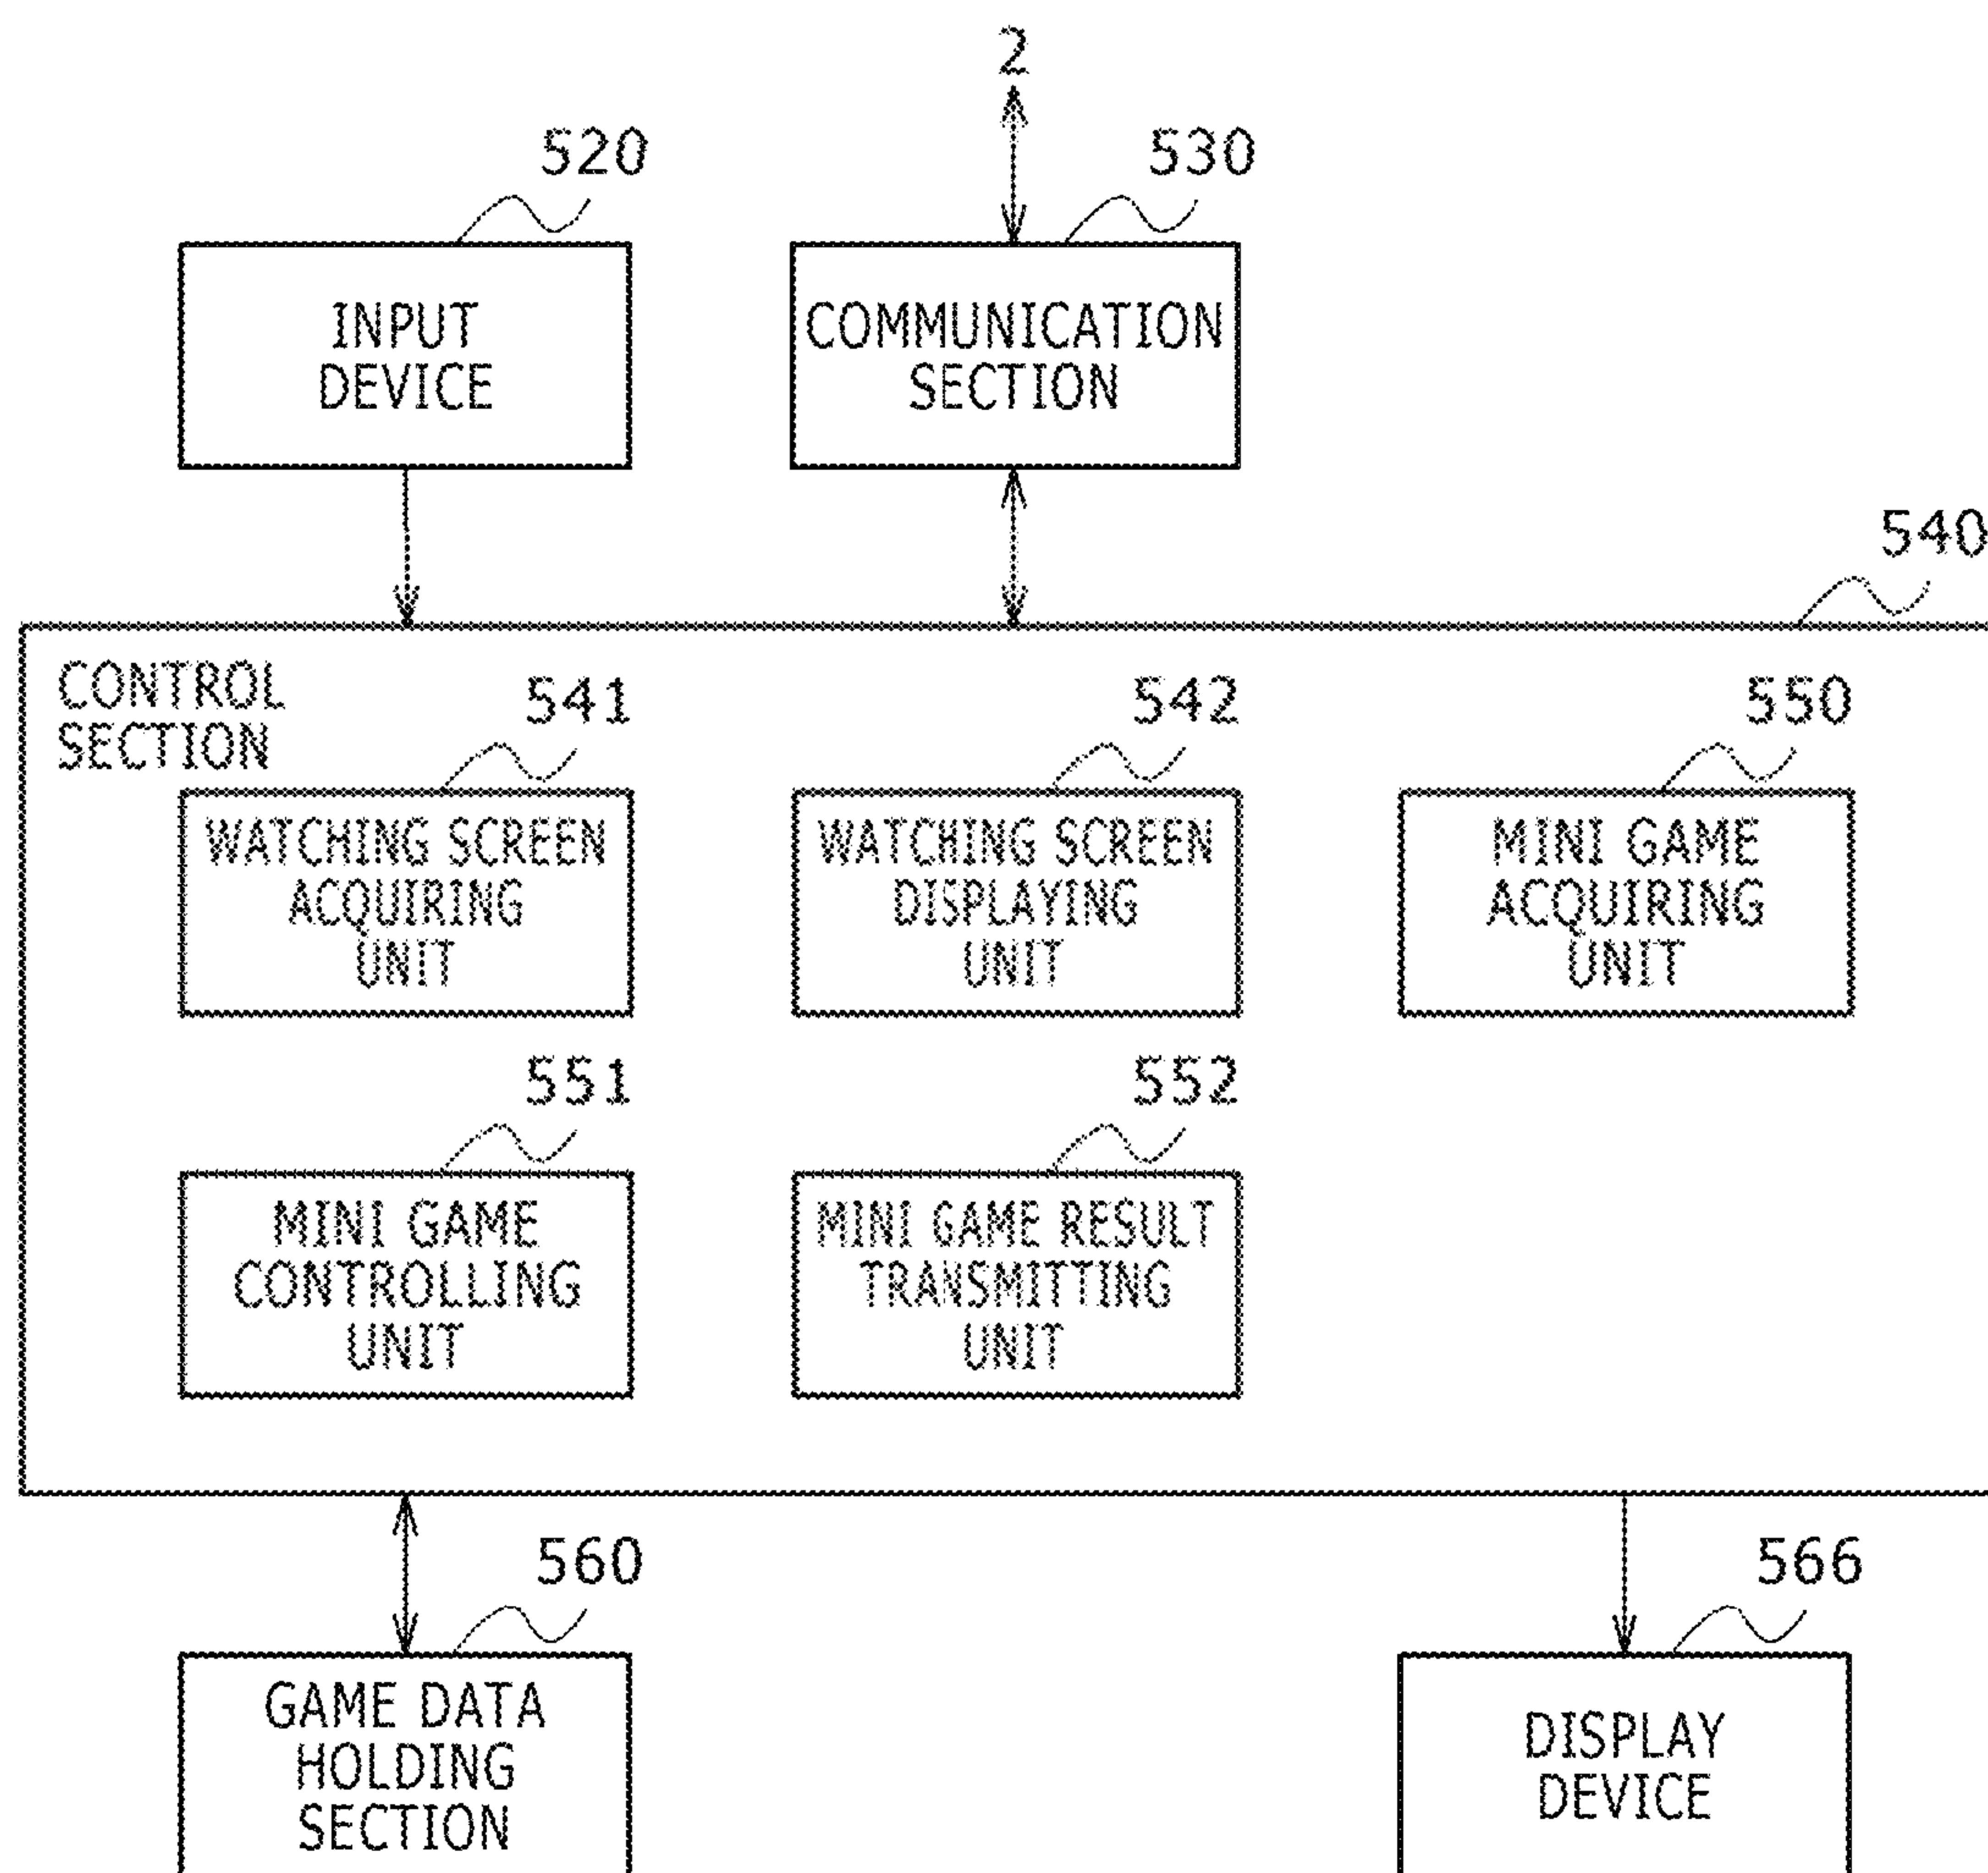 2
520
530
INPUT
DEVICE
COMMUNICATION
SECTION
540
CONTROL
SECTION
541
542
550
WATCHING SCREEN
ACQUIRING
UNIT
WATCHING SCREEN
DISPLAYING
UNIT
MINI GAME
ACQUIRING
UNIT
551
552
MINI GAME
CONTROLLING
UNIT
MINI GAME RESULT
TRANSMITTING
UNIT
560
566
GAME DATA
HOLDING
SECTION
DISPLAY
DEVICE